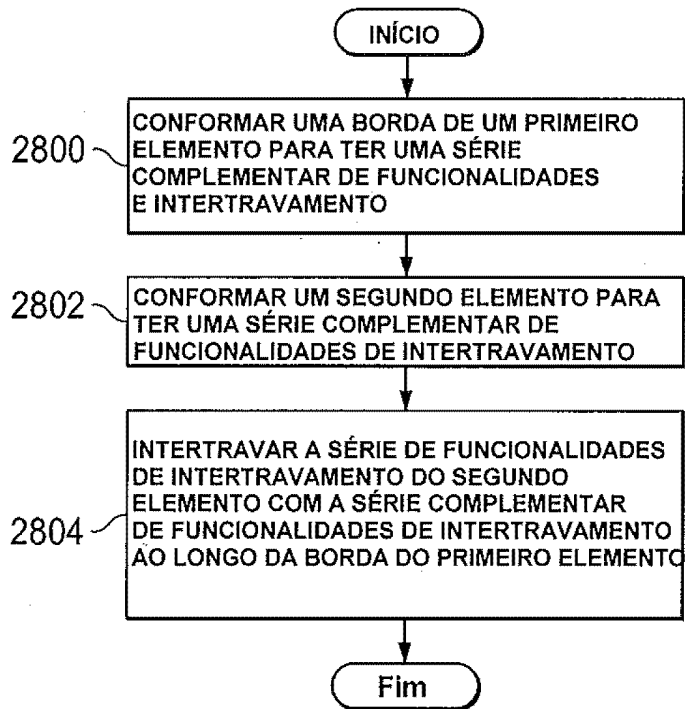 INÍCIO
2800
CONFORMAR UMA BORDA DE UM PRIMEIRO
ELEMENTO PARA TER UMA SÉRIE
COMPLEMENTAR DE FUNCIONALIDADES
E INTERTRAVAMENTO
2802
CONFORMAR UM SEGUNDO ELEMENTO PARA
TER UMA SÉRIE COMPLEMENTAR DE
FUNCIONALIDADES DE INTERTRAVAMENTO
2804
INTERTRAVAR A SÉRIE DE FUNCIONALIDADES
DE INTERTRAVAMENTO DO SEGUNDO
ELEMENTO COM A SÉRIE COMPLEMENTAR
DE FUNCIONALIDADES DE INTERTRAVAMENTO
AO LONGO DA BORDA DO PRIMEIRO ELEMENTO
Fim